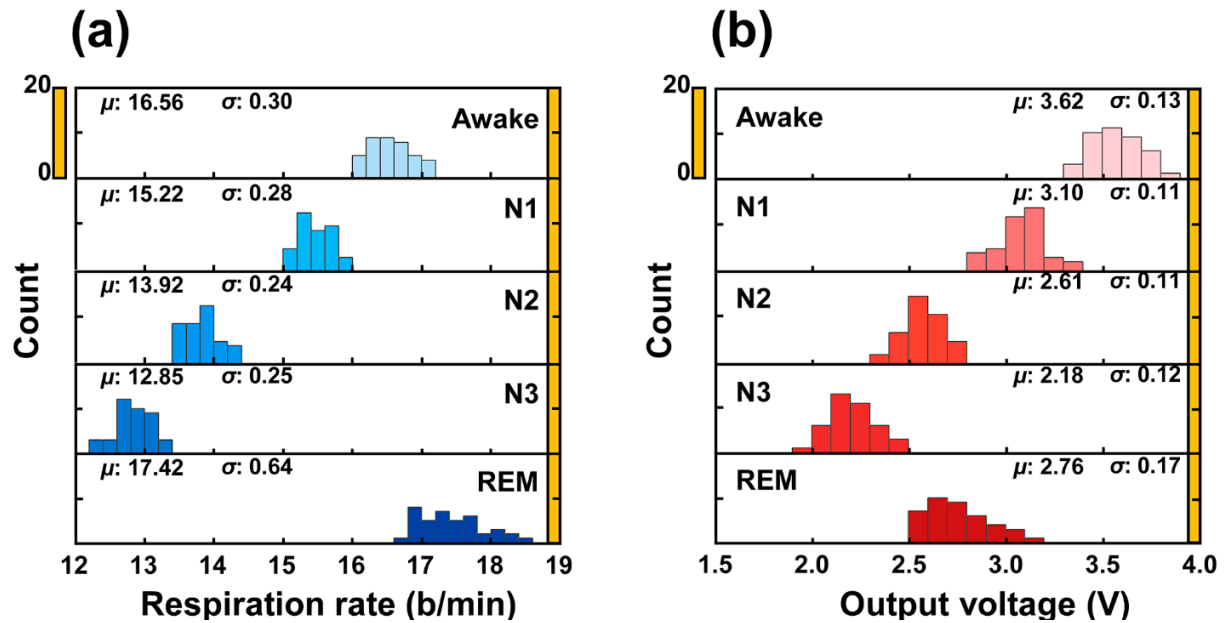 (a)
20
0
Count
μ: 16.56 σ: 0.30
Awake
μ: 15.22 σ: 0.28
N1
μ: 13.92 σ: 0.24
N2
μ: 12.85 σ: 0.25
N3
μ: 17.42 σ: 0.64
REM
12 13 14 15 16 17 18 19
Respiration rate (b/min)
(b)
20
0
Count
μ: 3.62 σ: 0.13
Awake
μ: 3.10 σ: 0.11
N1
μ: 2.61 σ: 0.11
N2
μ: 2.18 σ: 0.12
N3
μ: 2.76 σ: 0.17
REM
1.5 2.0 2.5 3.0 3.5 4.0
Output voltage (V)